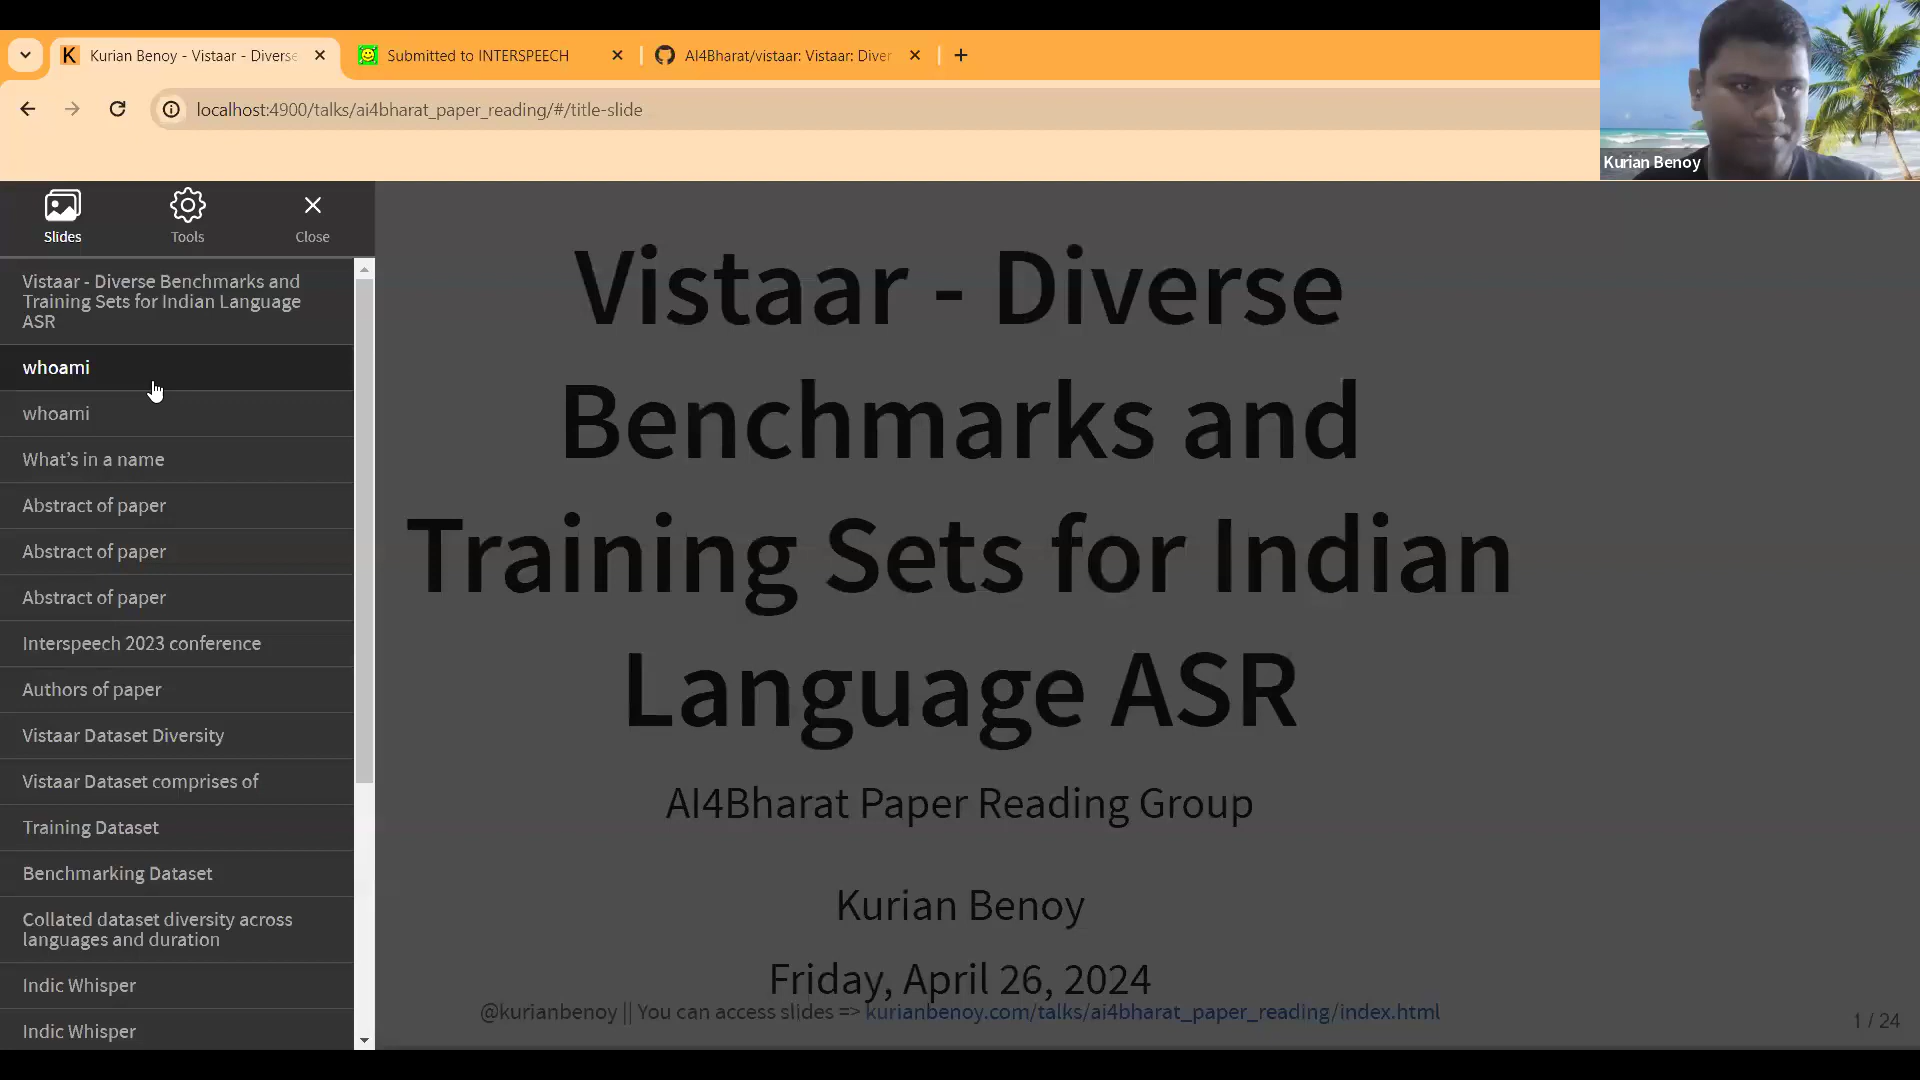 Kurian Benoy - Vistaar - Diverse
Submitted to INTERSPEECH
AI4Bharat/vistaar: Vistaar: Diver
localhost:4900/talks/ai4bharat_paper_reading/#/title-slide
Kurian Benoy
Slides
Tools
Close
Vistaar - Diverse Benchmarks and
Training Sets for Indian Language
ASR
whoami
whoami
What's in a name
Abstract of paper
Abstract of paper
Abstract of paper
Interspeech 2023 conference
Authors of paper
Vistaar Dataset Diversity
Vistaar Dataset comprises of
Training Dataset
Benchmarking Dataset
Collated dataset diversity across
languages and duration
Indic Whisper
Indic Whisper
Vistaar - Diverse
Benchmarks and
Training Sets for Indian
Language ASR
AI4Bharat Paper Reading Group
Kurian Benoy
Friday, April 26, 2024
@kurianbenoy || You can access slides => kurianbenoy.com/talks/ai4bharat_paper_reading/index.html
1 / 24